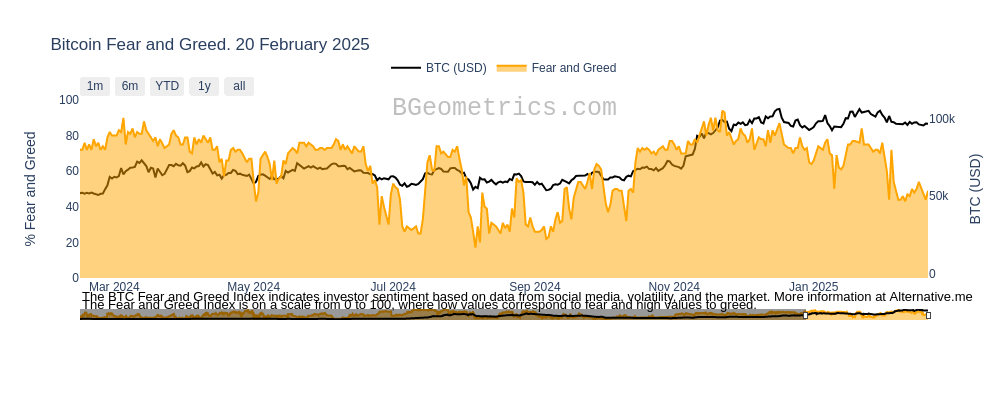 Bitcoin Fear and Greed. 20 February 2025
BTC (USD) Fear and Greed
1m 6m YTD 1y all
BGeometrics.com
100
80
60
40
20
0
% Fear and Greed
100k
50k
0
BTC (USD)
Mar 2024 May 2024 Jul 2024 Sep 2024 Nov 2024 Jan 2025
The BTC Fear and Greed Index indicates investor sentiment based on data from social media, volatility, and the market. More information at Alternative.me
The Fear and Greed Index is on a scale from 0 to 100, where low values correspond to fear and high values to greed.